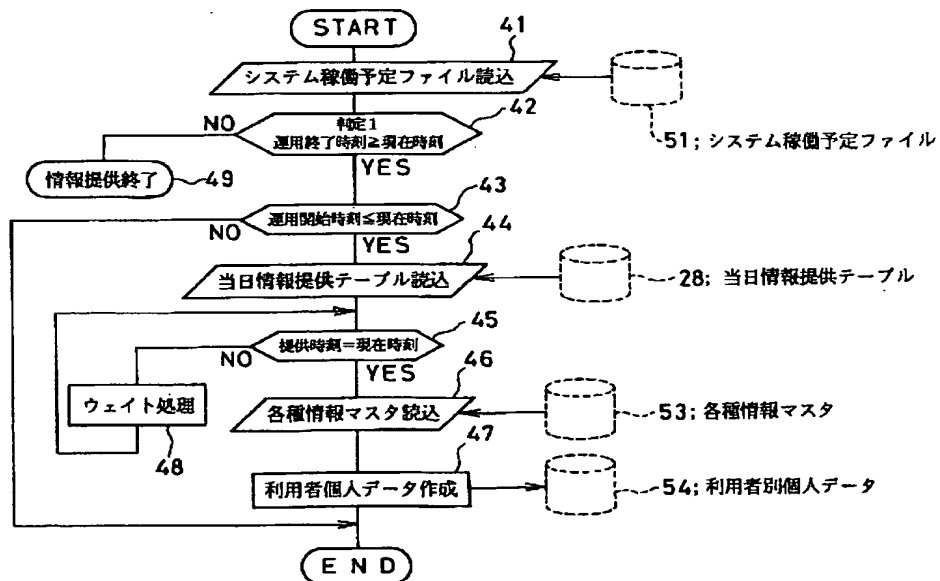 START
41
システム稼働予定ファイル読込
42
NO
判定1
運用終了時刻≧現在時刻
51; システム稼働予定ファイル
YES
情報提供終了
49
43
運用開始時刻≦現在時刻
NO
YES
44
当日情報提供テーブル読込
28; 当日情報提供テーブル
45
提供時刻＝現在時刻
NO
YES
46
ウェイト処理
各種情報マスタ読込
53; 各種情報マスタ
48
47
利用者個人データ作成
54; 利用者別個人データ
END